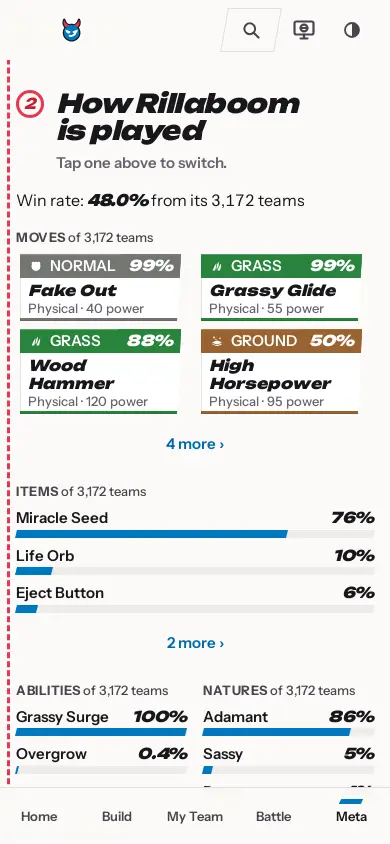 2
How Rillaboom
is played
Tap one above to switch.
Win rate: 48.0% from its 3,172 teams
MOVES of 3,172 teams
NORMAL 99%
Fake Out
Physical · 40 power
GRASS 99%
Grassy Glide
Physical · 55 power
GRASS 88%
Wood
Hammer
Physical · 120 power
GROUND 50%
High
Horsepower
Physical · 95 power
4 more ›
ITEMS of 3,172 teams
Miracle Seed 76%
Life Orb 10%
Eject Button 6%
2 more ›
ABILITIES of 3,172 teams
Grassy Surge 100%
Overgrow 0.4%
NATURES of 3,172 teams
Adamant 86%
Sassy 5%
Home Build My Team Battle Meta